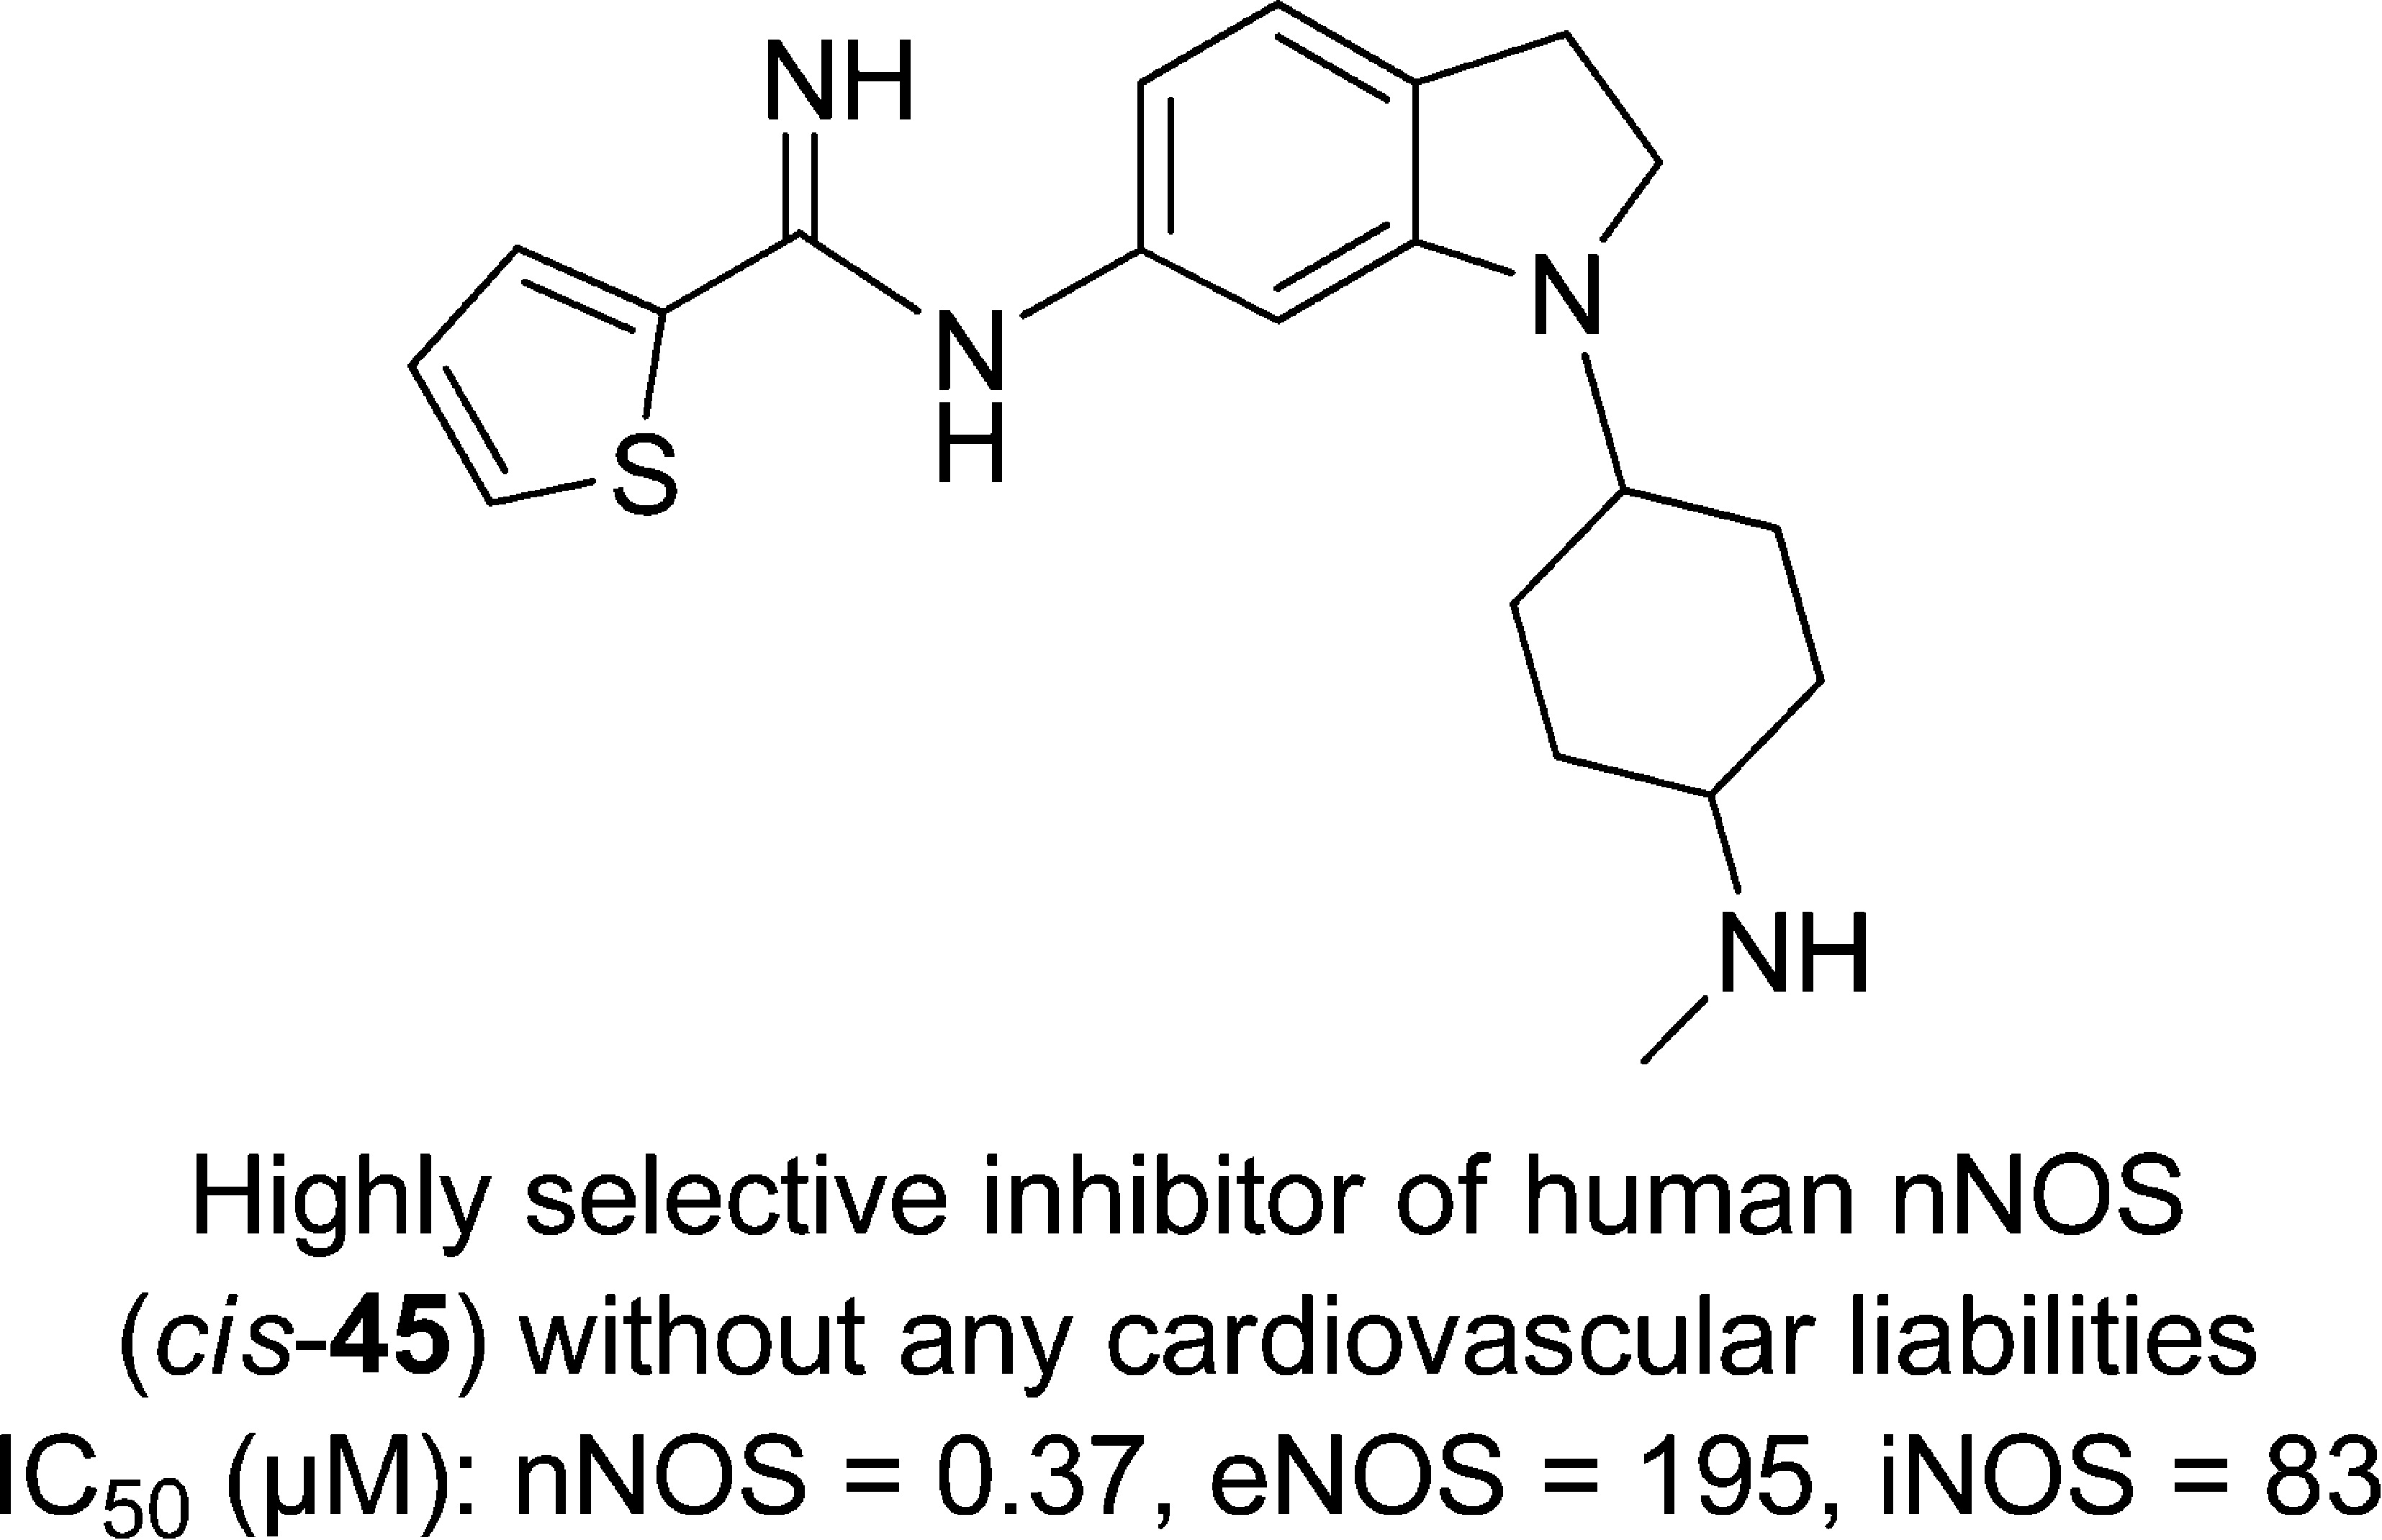 NH
N
H
S
N
NH
Highly selective inhibitor of human nNOS
(cis-45) without any cardiovascular liabilities
IC50 (μM): nNOS = 0.37, eNOS = 195, iNOS = 83